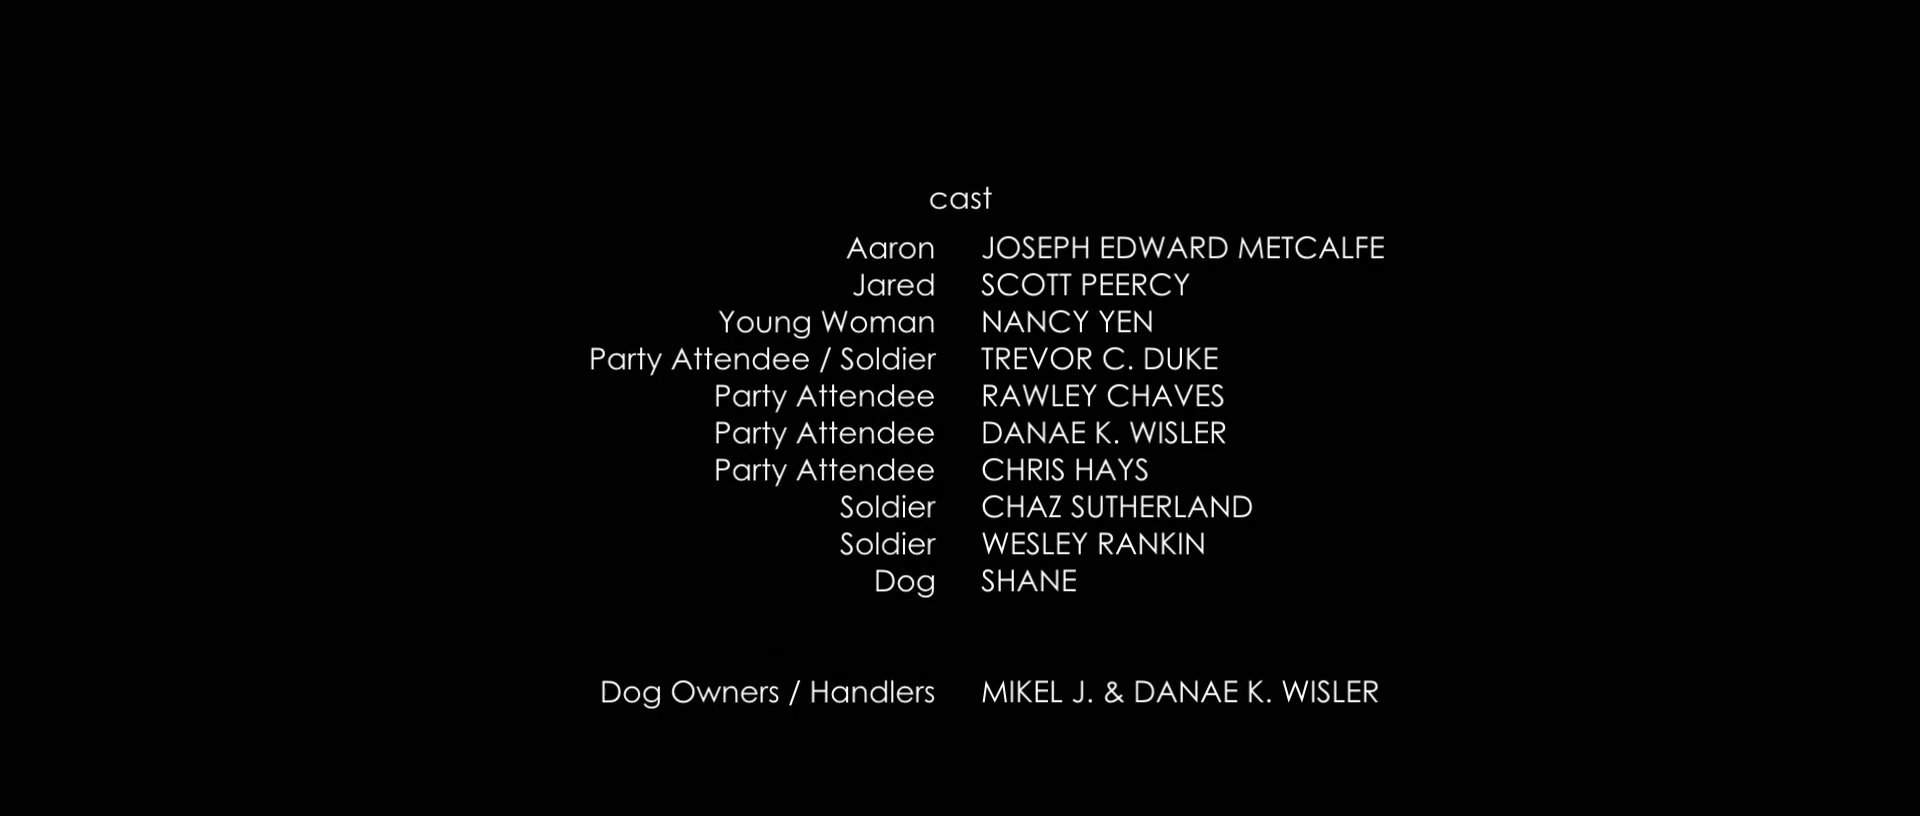 cast
Aaron JOSEPH EDWARD METCALFE
Jared SCOTT PEERCY
Young Woman NANCY YEN
Party Attendee / Soldier TREVOR C. DUKE
Party Attendee RAWLEY CHAVES
Party Attendee DANAE K. WISLER
Party Attendee CHRIS HAYS
Soldier CHAZ SUTHERLAND
Soldier WESLEY RANKIN
Dog SHANE
Dog Owners / Handlers MIKEL J. & DANAE K. WISLER